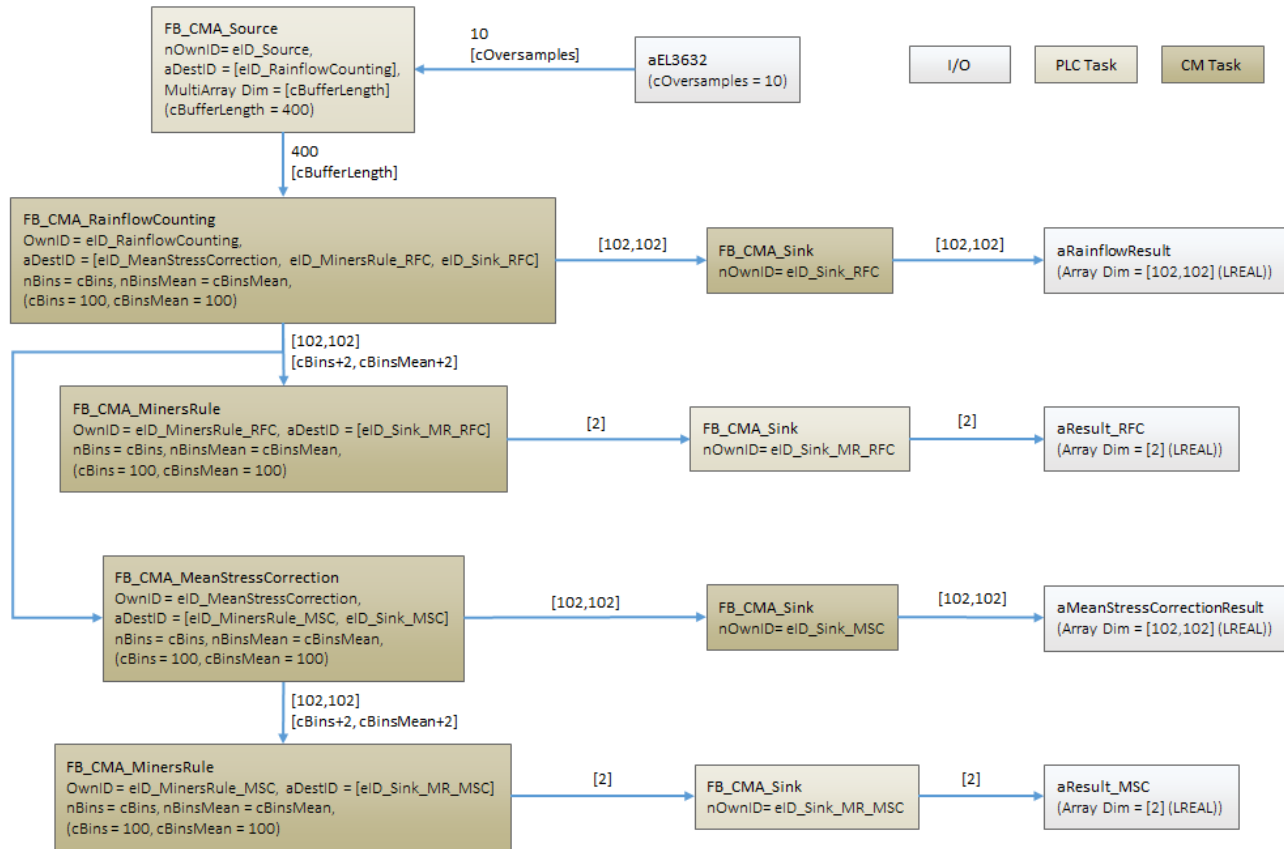 FB_CMA_Source
nOwnID= eID_Source,
aDestID = [eID_RainflowCounting],
MultiArray Dim = [cBufferLength]
(cBufferLength = 400)
10
[cOversamples]
aEL3632
(cOversamples = 10)
I/O
PLC Task
CM Task
400
[cBufferLength]
FB_CMA_RainflowCounting
OwnID = eID_RainflowCounting,
aDestID = [eID_MeanStressCorrection, eID_MinersRule_RFC, eID_Sink_RFC]
nBins = cBins, nBinsMean = cBinsMean,
(cBins = 100, cBinsMean = 100)
[102,102]
FB_CMA_Sink
nOwnID= eID_Sink_RFC
[102,102]
aRainflowResult
(Array Dim = [102,102] (LREAL))
[102,102]
[cBins+2, cBinsMean+2]
FB_CMA_MinersRule
OwnID = eID_MinersRule_RFC, aDestID = [eID_Sink_MR_RFC]
nBins = cBins, nBinsMean = cBinsMean,
(cBins = 100, cBinsMean = 100)
[2]
FB_CMA_Sink
nOwnID= eID_Sink_MR_RFC
[2]
aResult_RFC
(Array Dim = [2] (LREAL))
FB_CMA_MeanStressCorrection
OwnID = eID_MeanStressCorrection,
aDestID = [eID_MinersRule_MSC, eID_Sink_MSC]
nBins = cBins, nBinsMean = cBinsMean,
(cBins = 100, cBinsMean = 100)
[102,102]
FB_CMA_Sink
nOwnID= eID_Sink_MSC
[102,102]
aMeanStressCorrectionResult
(Array Dim = [102,102] (LREAL))
[102,102]
[cBins+2, cBinsMean+2]
FB_CMA_MinersRule
OwnID = eID_MinersRule_MSC, aDestID = [eID_Sink_MR_MSC]
nBins = cBins, nBinsMean = cBinsMean,
(cBins = 100, cBinsMean = 100)
[2]
FB_CMA_Sink
nOwnID= eID_Sink_MR_MSC
[2]
aResult_MSC
(Array Dim = [2] (LREAL))